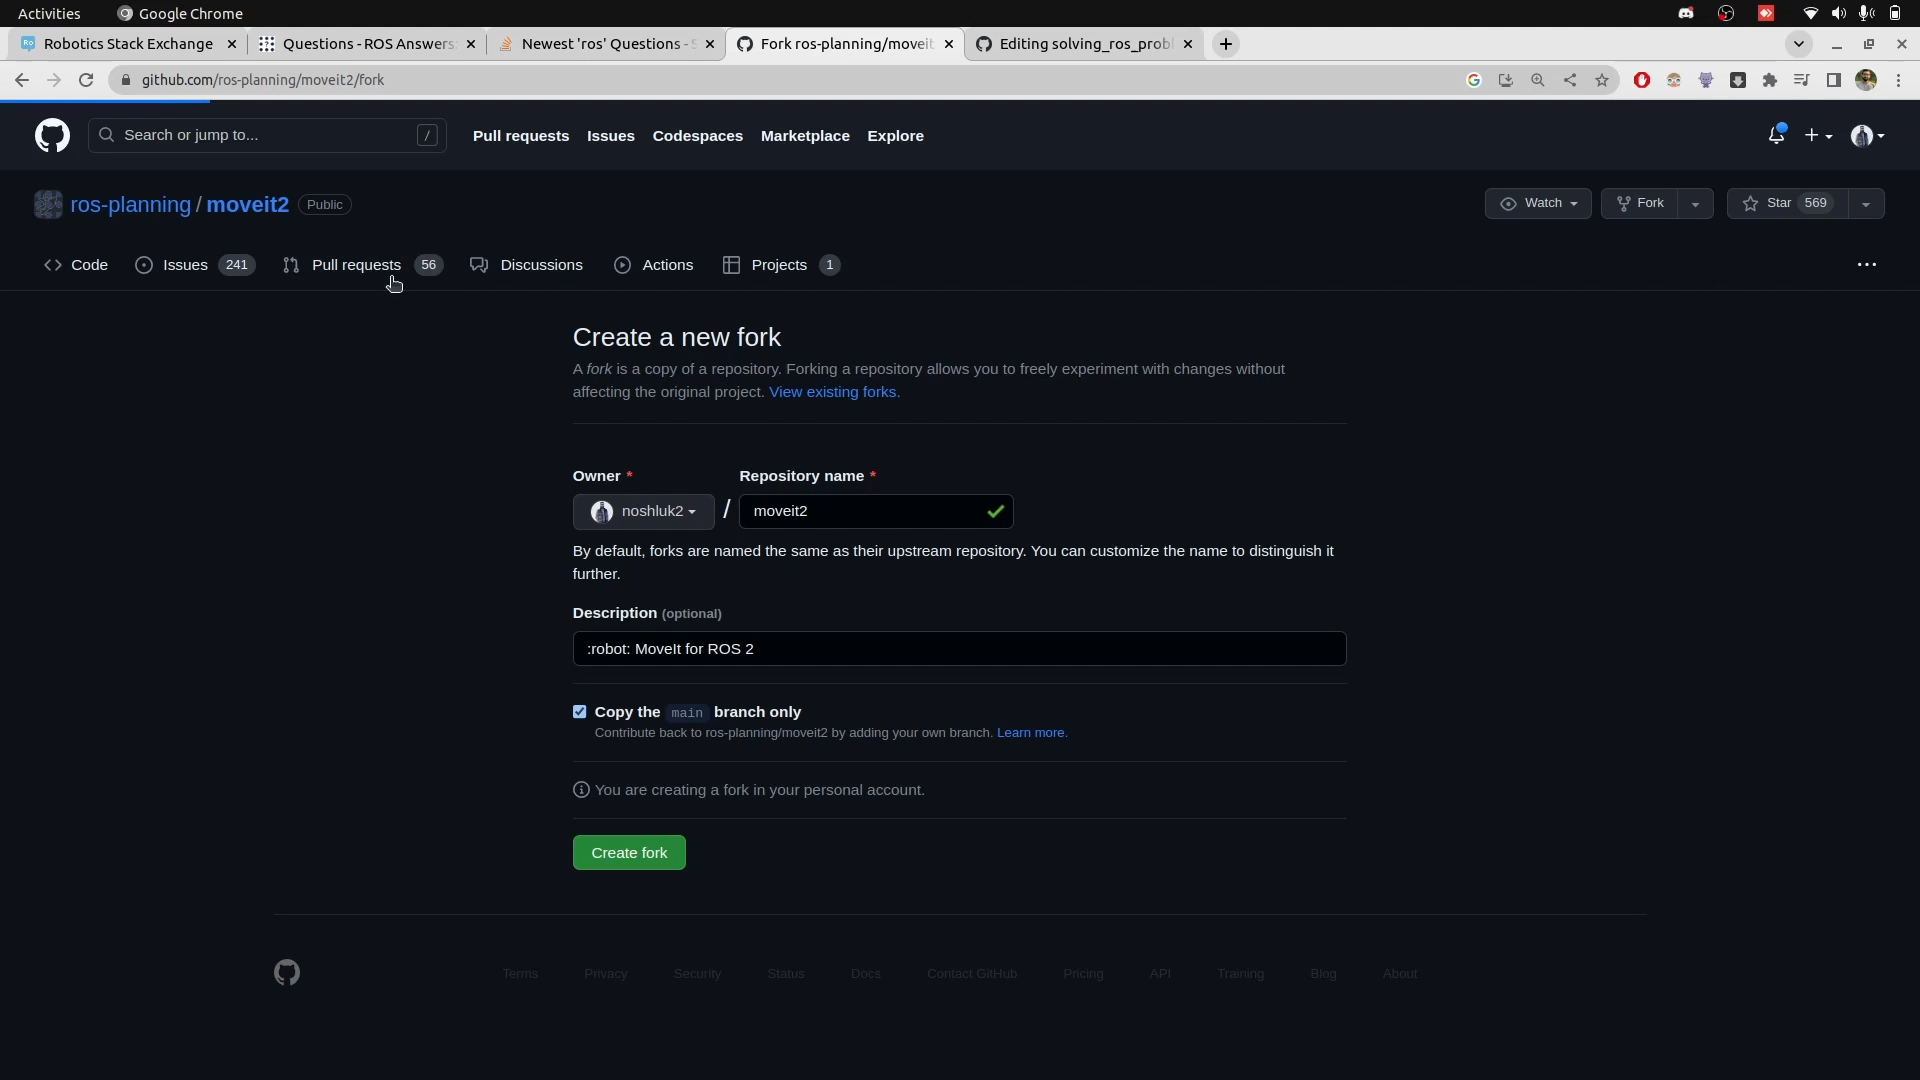 Activities Google Chrome
Robotics Stack Exchange Questions - ROS Answers: Newest 'ros' Questions - S Fork ros-planning/moveit Editing solving_ros_probl
github.com/ros-planning/moveit2/fork
Search or jump to... / Pull requests Issues Codespaces Marketplace Explore
ros-planning / moveit2 Public Watch Fork Star 569
Code Issues 241 Pull requests 56 Discussions Actions Projects 1
Create a new fork
A fork is a copy of a repository. Forking a repository allows you to freely experiment with changes without
affecting the original project. View existing forks.
Owner * Repository name *
noshluk2 / moveit2
By default, forks are named the same as their upstream repository. You can customize the name to distinguish it
further.
Description (optional)
:robot: MoveIt for ROS 2
Copy the main branch only
Contribute back to ros-planning/moveit2 by adding your own branch. Learn more.
You are creating a fork in your personal account.
Create fork
Terms Privacy Security Status Docs Contact GitHub Pricing API Training Blog About